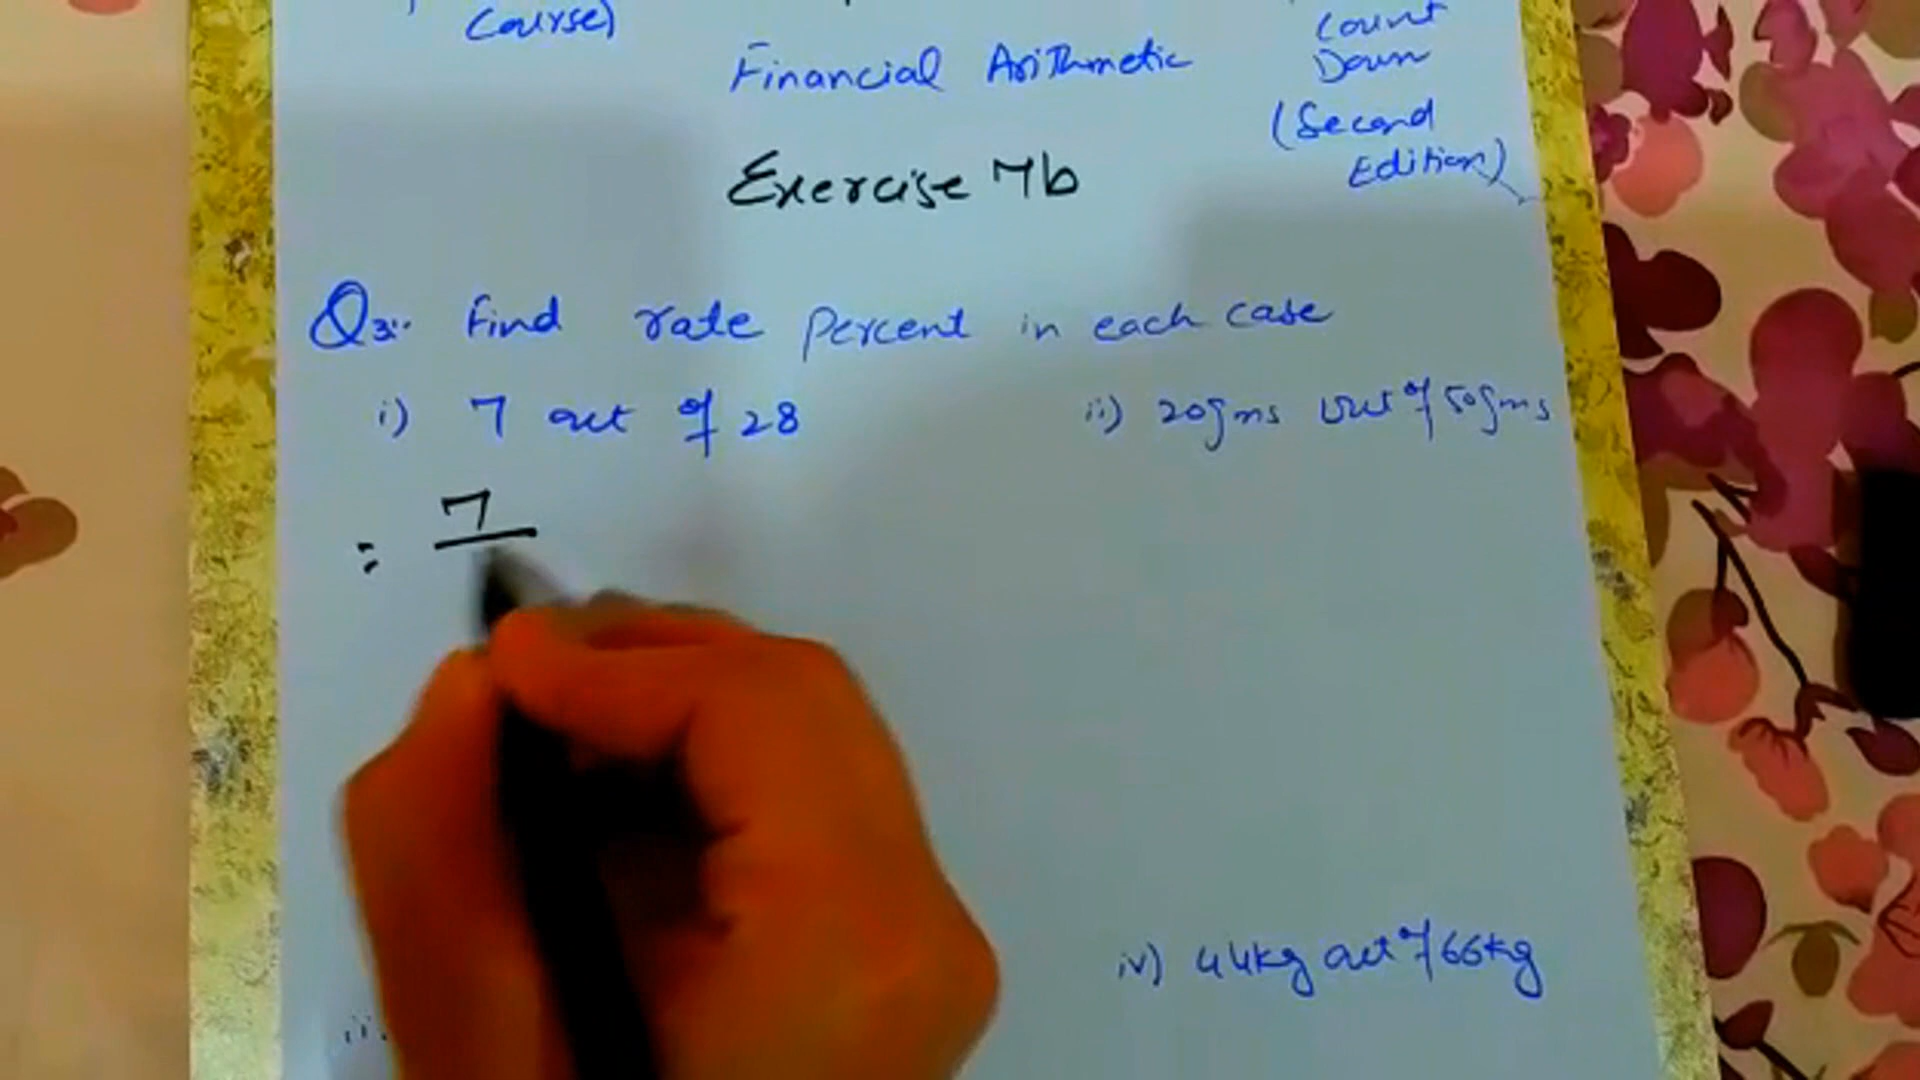 Course)
Count
Financial Arithmetic
Down
(Second
Edition)
Exercise 7b
Q3:- Find rate percent in each case
i) 7 out of 28
ii) 20gms out of 50gms
= 7
iv) 44kg out of 66kg